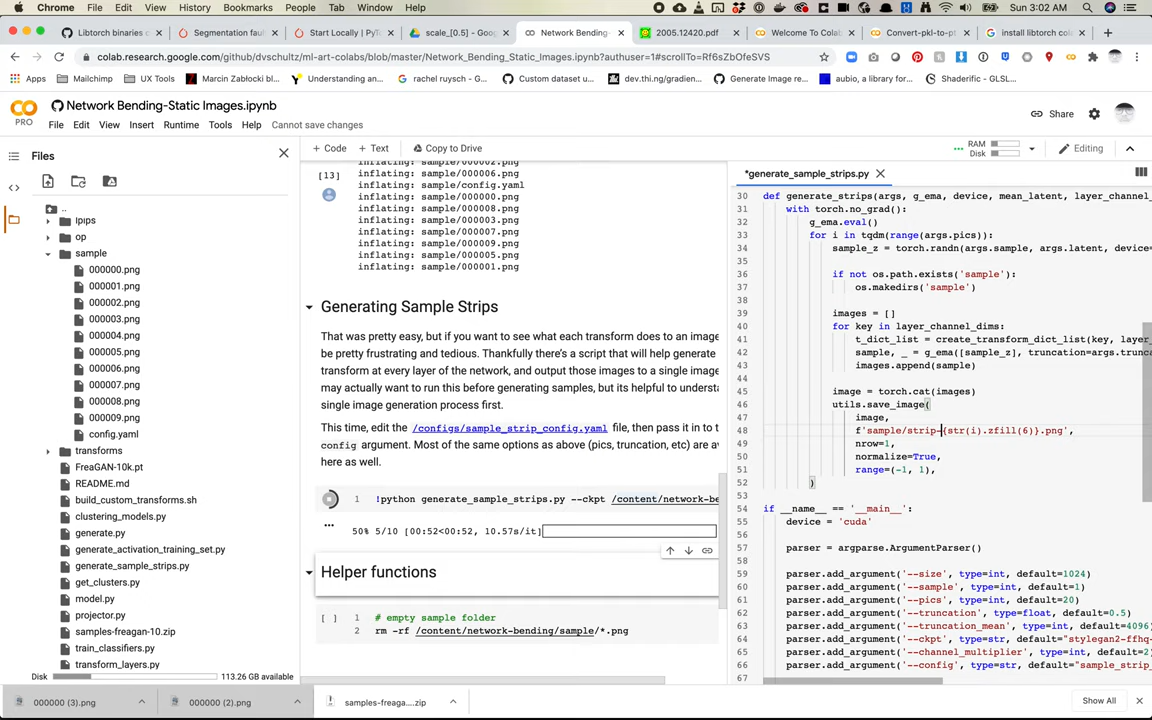 Chrome File Edit View History Bookmarks People Tab Window Help Sun 3:02 AM
Libtorch binaries c Segmentation faul Start Locally | PyT scale_[0.5] - Goog Network Bending- 2005.12420.pdf Welcome To Colab Convert-pkl-to-pt install libtorch col
colab.research.google.com/github/dvschultz/ml-art-colabs/blob/master/Network_Bending_Static_Images.ipynb?authuser=1#scrollTo=Rf6sZbOfeSVS
Apps Mailchimp UX Tools Marcin Zabłocki bl... Understanding an... rachel ruysch - G... Custom dataset u... dev.thi.ng/gradien... Generate Image re... aubio, a library for... Shaderific - GLSL...
CO PRO
Network Bending-Static Images.ipynb
File Edit View Insert Runtime Tools Help Cannot save changes
Share
Files
+ Code + Text Copy to Drive
RAM
Disk
Editing
..
lpips
op
sample
000000.png
000001.png
000002.png
000003.png
000004.png
000005.png
000006.png
000007.png
000008.png
000009.png
config.yaml
transforms
FreaGAN-10k.pt
README.md
build_custom_transforms.sh
clustering_models.py
generate.py
generate_activation_training_set.py
generate_sample_strips.py
get_clusters.py
model.py
projector.py
samples-freagan-10.zip
train_classifiers.py
transform_layers.py
Disk 113.26 GB available
[13]
inflating: sample/000002.png
inflating: sample/000006.png
inflating: sample/config.yaml
inflating: sample/000000.png
inflating: sample/000008.png
inflating: sample/000003.png
inflating: sample/000007.png
inflating: sample/000009.png
inflating: sample/000005.png
inflating: sample/000001.png
Generating Sample Strips
That was pretty easy, but if you want to see what each transform does to an image
be pretty frustrating and tedious. Thankfully there's a script that will help generate
transform at every layer of the network, and output those images to a single image
may actually want to run this before generating samples, but its helpful to understa
single image generation process first.
This time, edit the /configs/sample_strip_config.yaml file, then pass it in to t
config argument. Most of the same options as above (pics, truncation, etc) are av
here as well.
1 !python generate_sample_strips.py --ckpt /content/network-be
50% 5/10 [00:52<00:52, 10.57s/it]
Helper functions
[ ] 1 # empty sample folder
2 rm -rf /content/network-bending/sample/*.png
*generate_sample_strips.py
30 def generate_strips(args, g_ema, device, mean_latent, layer_channel_
31 with torch.no_grad():
32 g_ema.eval()
33 for i in tqdm(range(args.pics)):
34 sample_z = torch.randn(args.sample, args.latent, device=
35
36 if not os.path.exists('sample'):
37 os.makedirs('sample')
38
39 images = []
40 for key in layer_channel_dims:
41 t_dict_list = create_transform_dict_list(key, layer_
42 sample, _ = g_ema([sample_z], truncation=args.trunca
43 images.append(sample)
44
45 image = torch.cat(images)
46 utils.save_image(
47 image,
48 f'sample/strip-{str(i).zfill(6)}.png',
49 nrow=1,
50 normalize=True,
51 range=(-1, 1),
52 )
53
54 if __name__ == '__main__':
55 device = 'cuda'
56
57 parser = argparse.ArgumentParser()
58
59 parser.add_argument('--size', type=int, default=1024)
60 parser.add_argument('--sample', type=int, default=1)
61 parser.add_argument('--pics', type=int, default=20)
62 parser.add_argument('--truncation', type=float, default=0.5)
63 parser.add_argument('--truncation_mean', type=int, default=4096)
64 parser.add_argument('--ckpt', type=str, default="stylegan2-ffhq-
65 parser.add_argument('--channel_multiplier', type=int, default=2)
66 parser.add_argument('--config', type=str, default="sample_strip_
67
000000 (3).png 000000 (2).png samples-freaga....zip Show All